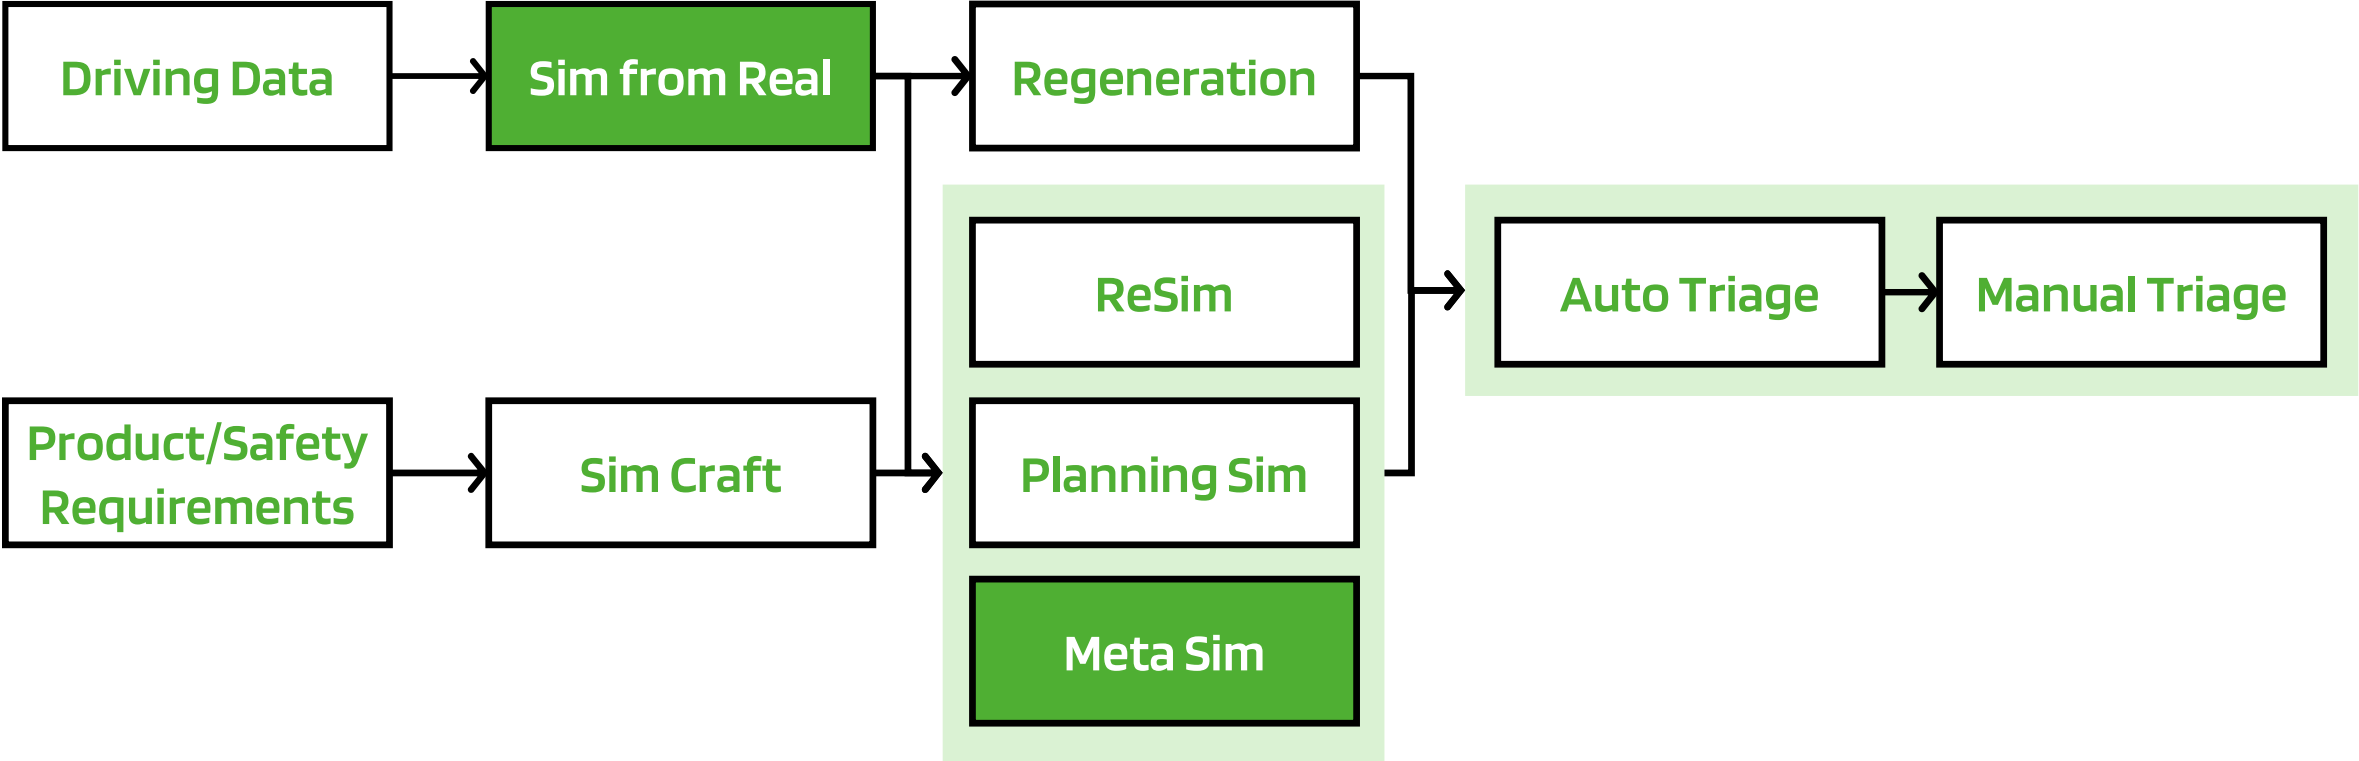 Driving Data
Sim from Real
Regeneration
ReSim
Auto Triage
Manual Triage
Product/Safety
Requirements
Sim Craft
Planning Sim
Meta Sim